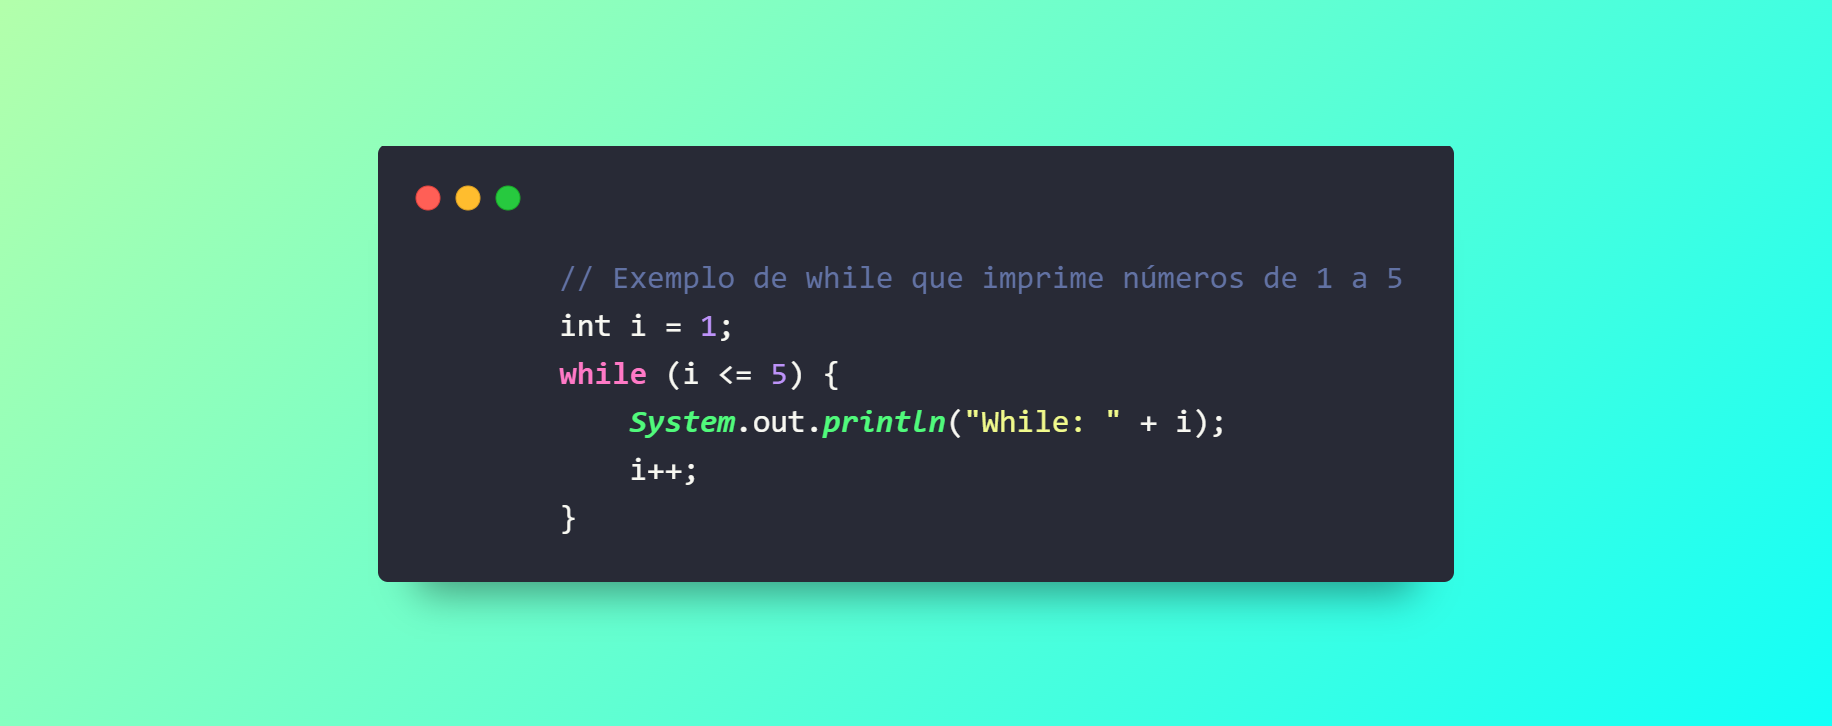 // Exemplo de while que imprime números de 1 a 5
int i = 1;
while (i <= 5) {
    System.out.println("While: " + i);
    i++;
}